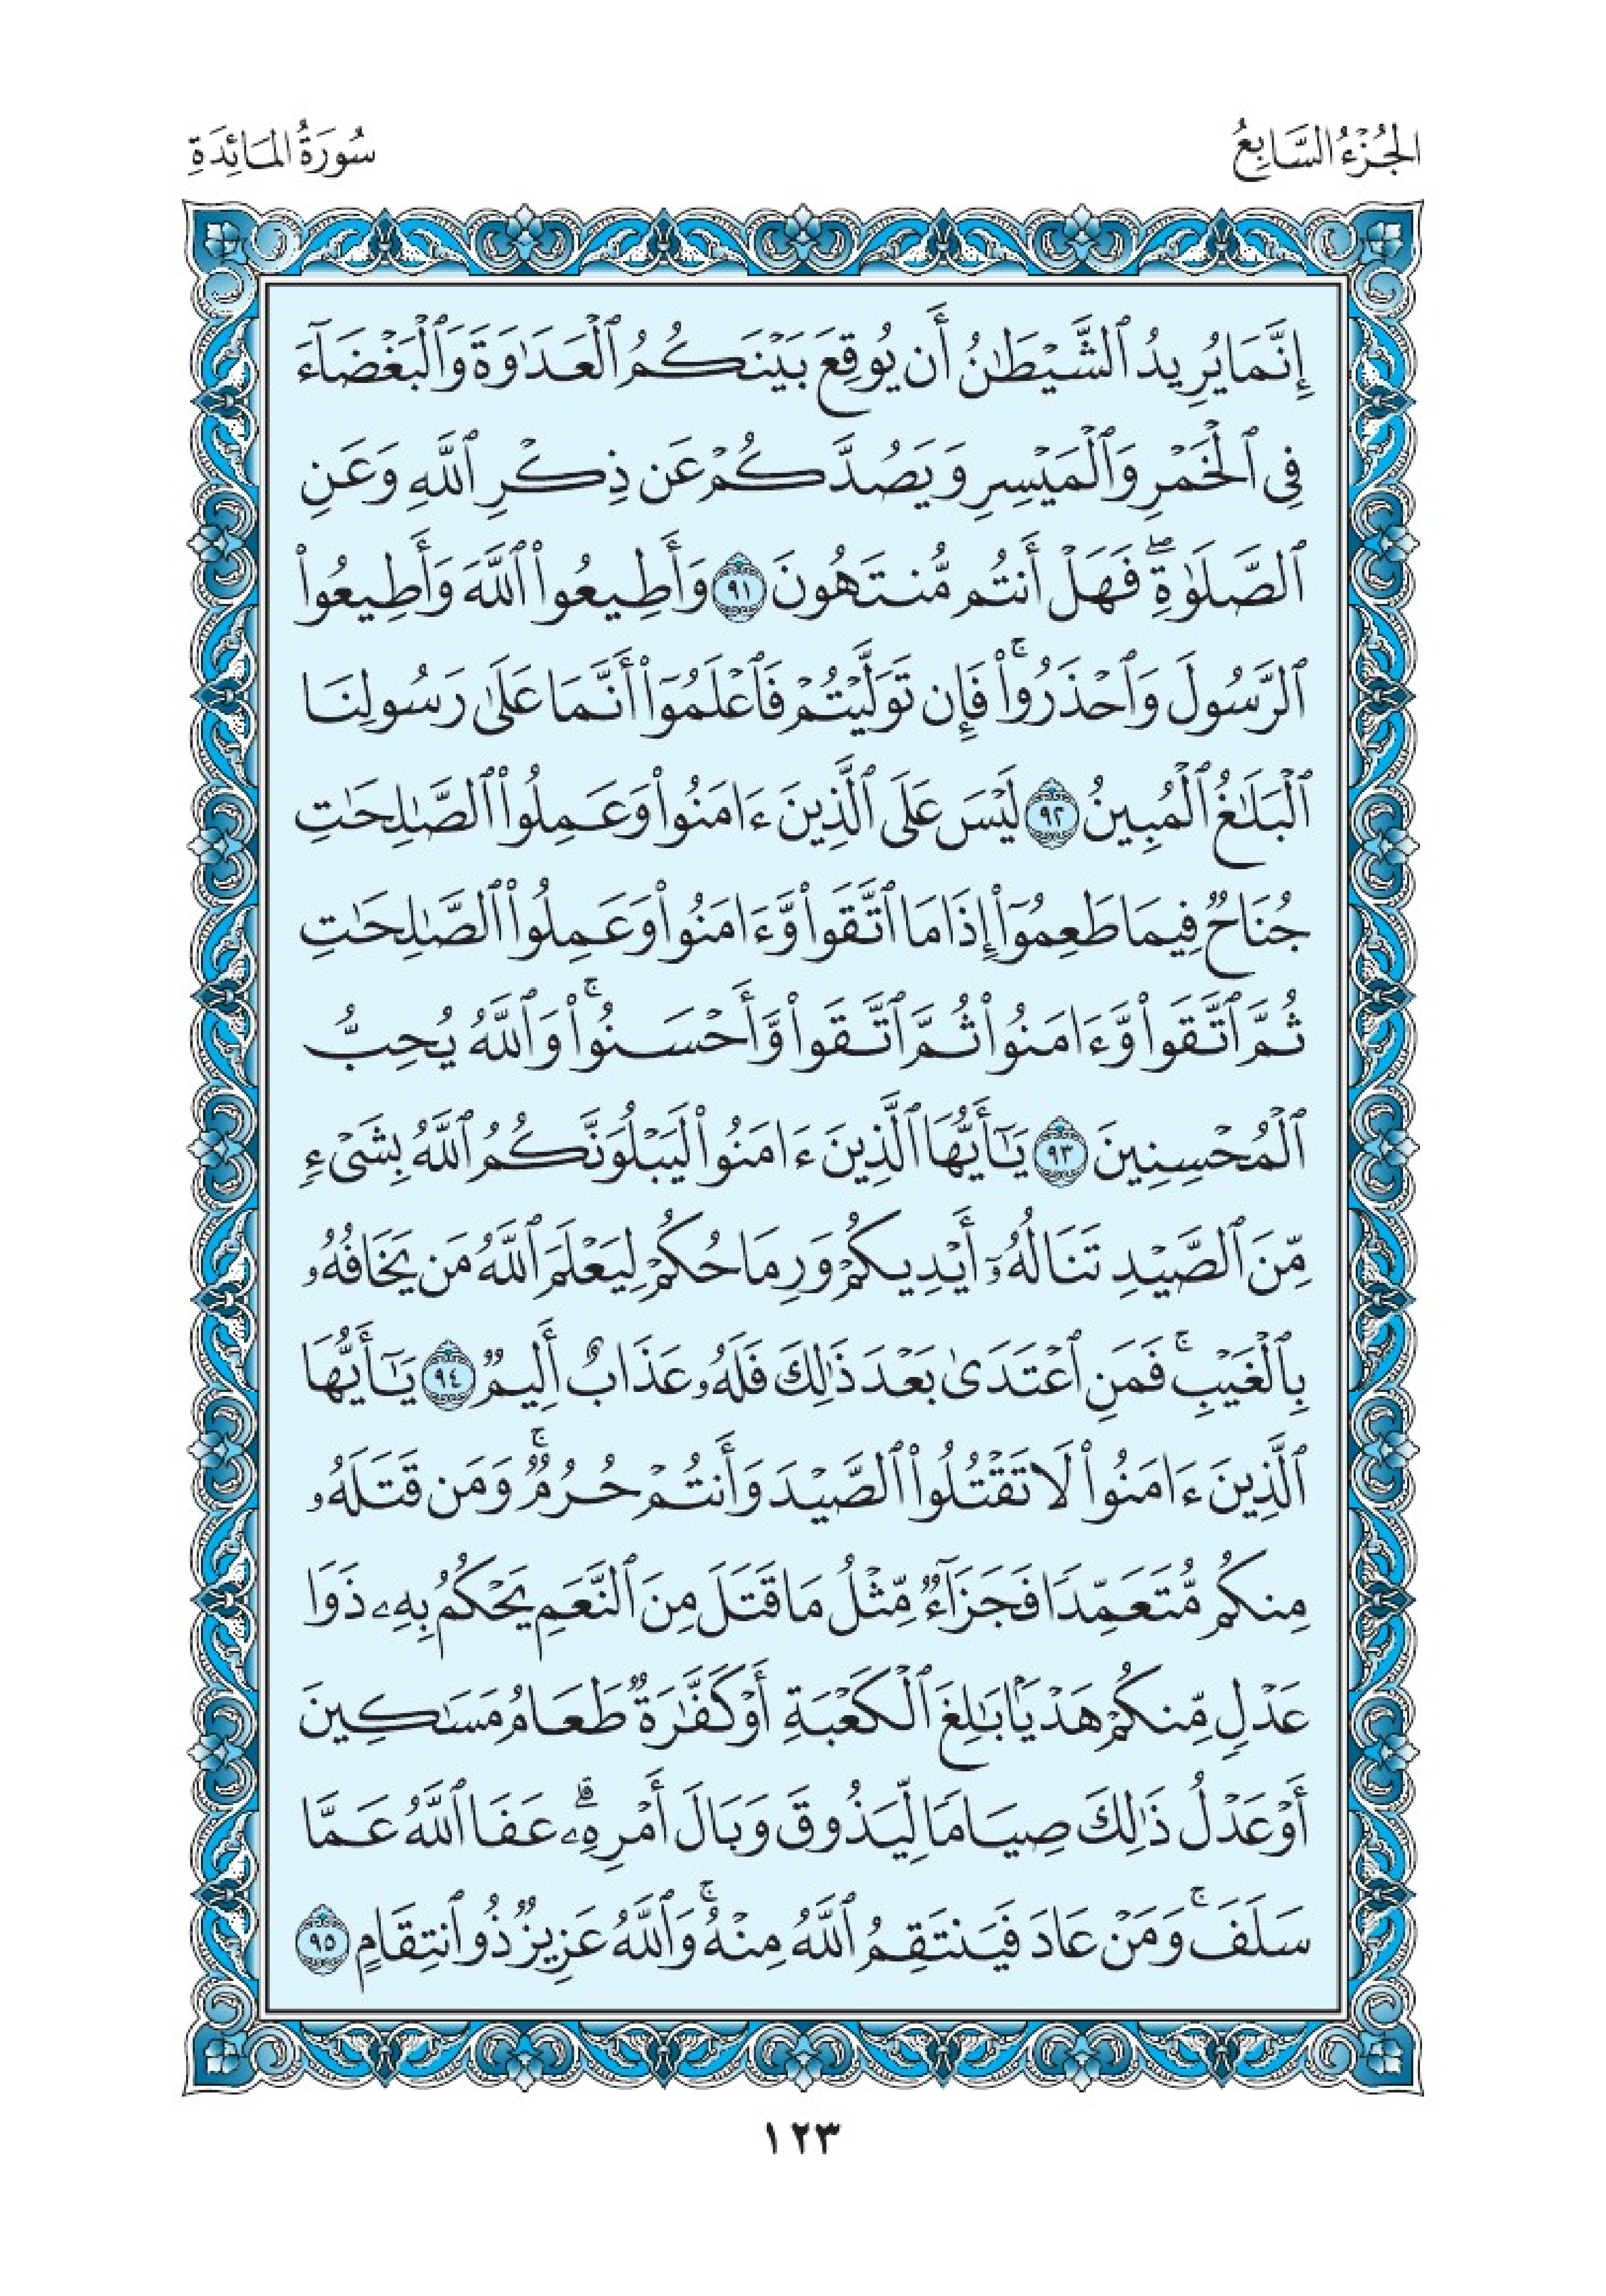 الجُزْءُ السَّابِعُ
سُورَةُ المَائِدَةِ
إِنَّمَا يُرِيدُ ٱلشَّيْطَٰنُ أَن يُوقِعَ بَيْنَكُمُ ٱلْعَدَٰوَةَ وَٱلْبَغْضَآءَ
فِى ٱلْخَمْرِ وَٱلْمَيْسِرِ وَيَصُدَّكُمْ عَن ذِكْرِ ٱللَّهِ وَعَنِ
ٱلصَّلَوٰةِ ۖ فَهَلْ أَنتُم مُّنتَهُونَ ٩١ وَأَطِيعُوا۟ ٱللَّهَ وَأَطِيعُوا۟
ٱلرَّسُولَ وَٱحْذَرُوا۟ ۚ فَإِن تَوَلَّيْتُمْ فَٱعْلَمُوٓا۟ أَنَّمَا عَلَىٰ رَسُولِنَا
ٱلْبَلَٰغُ ٱلْمُبِينُ ٩٢ لَيْسَ عَلَى ٱلَّذِينَ ءَامَنُوا۟ وَعَمِلُوا۟ ٱلصَّٰلِحَٰتِ
جُنَاحٌ فِيمَا طَعِمُوٓا۟ إِذَا مَا ٱتَّقَوا۟ وَّءَامَنُوا۟ وَعَمِلُوا۟ ٱلصَّٰلِحَٰتِ
ثُمَّ ٱتَّقَوا۟ وَّءَامَنُوا۟ ثُمَّ ٱتَّقَوا۟ وَّأَحْسَنُوا۟ ۚ وَٱللَّهُ يُحِبُّ
ٱلْمُحْسِنِينَ ٩٣ يَٰٓأَيُّهَا ٱلَّذِينَ ءَامَنُوا۟ لَيَبْلُوَنَّكُمُ ٱللَّهُ بِشَىْءٍ
مِّنَ ٱلصَّيْدِ تَنَالُهُۥٓ أَيْدِيكُمْ وَرِمَاحُكُمْ لِيَعْلَمَ ٱللَّهُ مَن يَخَافُهُۥ
بِٱلْغَيْبِ ۚ فَمَنِ ٱعْتَدَىٰ بَعْدَ ذَٰلِكَ فَلَهُۥ عَذَابٌ أَلِيمٌ ٩٤ يَٰٓأَيُّهَا
ٱلَّذِينَ ءَامَنُوا۟ لَا تَقْتُلُوا۟ ٱلصَّيْدَ وَأَنتُمْ حُرُمٌ ۚ وَمَن قَتَلَهُۥ
مِنكُم مُّتَعَمِّدًا فَجَزَآءٌ مِّثْلُ مَا قَتَلَ مِنَ ٱلنَّعَمِ يَحْكُمُ بِهِۦ ذَوَا
عَدْلٍ مِّنكُمْ هَدْيًۢا بَٰلِغَ ٱلْكَعْبَةِ أَوْ كَفَّٰرَةٌ طَعَامُ مَسَٰكِينَ
أَوْ عَدْلُ ذَٰلِكَ صِيَامًا لِّيَذُوقَ وَبَالَ أَمْرِهِۦ ۗ عَفَا ٱللَّهُ عَمَّا
سَلَفَ ۚ وَمَنْ عَادَ فَيَنتَقِمُ ٱللَّهُ مِنْهُ ۚ وَٱللَّهُ عَزِيزٌ ذُو ٱنتِقَامٍ ٩٥
١٢٣